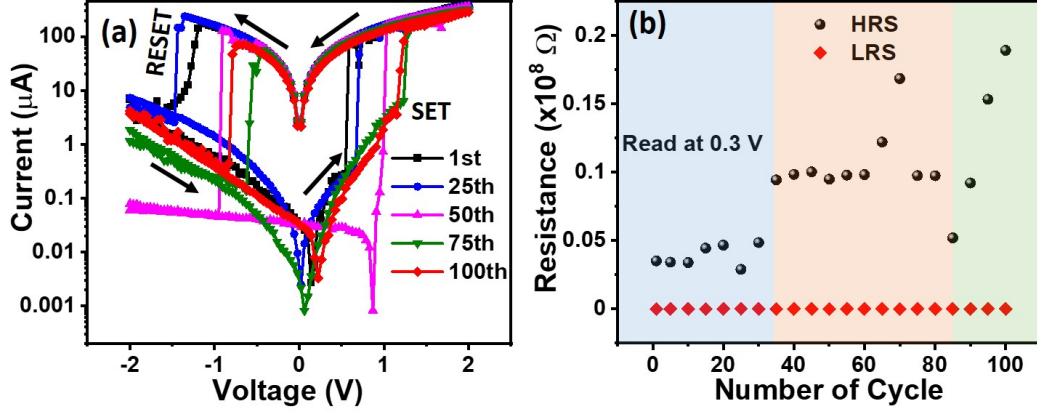 (a)
RESET
SET
1st
25th
50th
75th
100th
100
10
1
0.1
0.01
0.001
-2
-1
0
1
2
Current (μA)
Voltage (V)
(b)
HRS
LRS
Read at 0.3 V
0.2
0.15
0.1
0.05
0
0
20
40
60
80
100
Resistance (x10⁸ Ω)
Number of Cycle